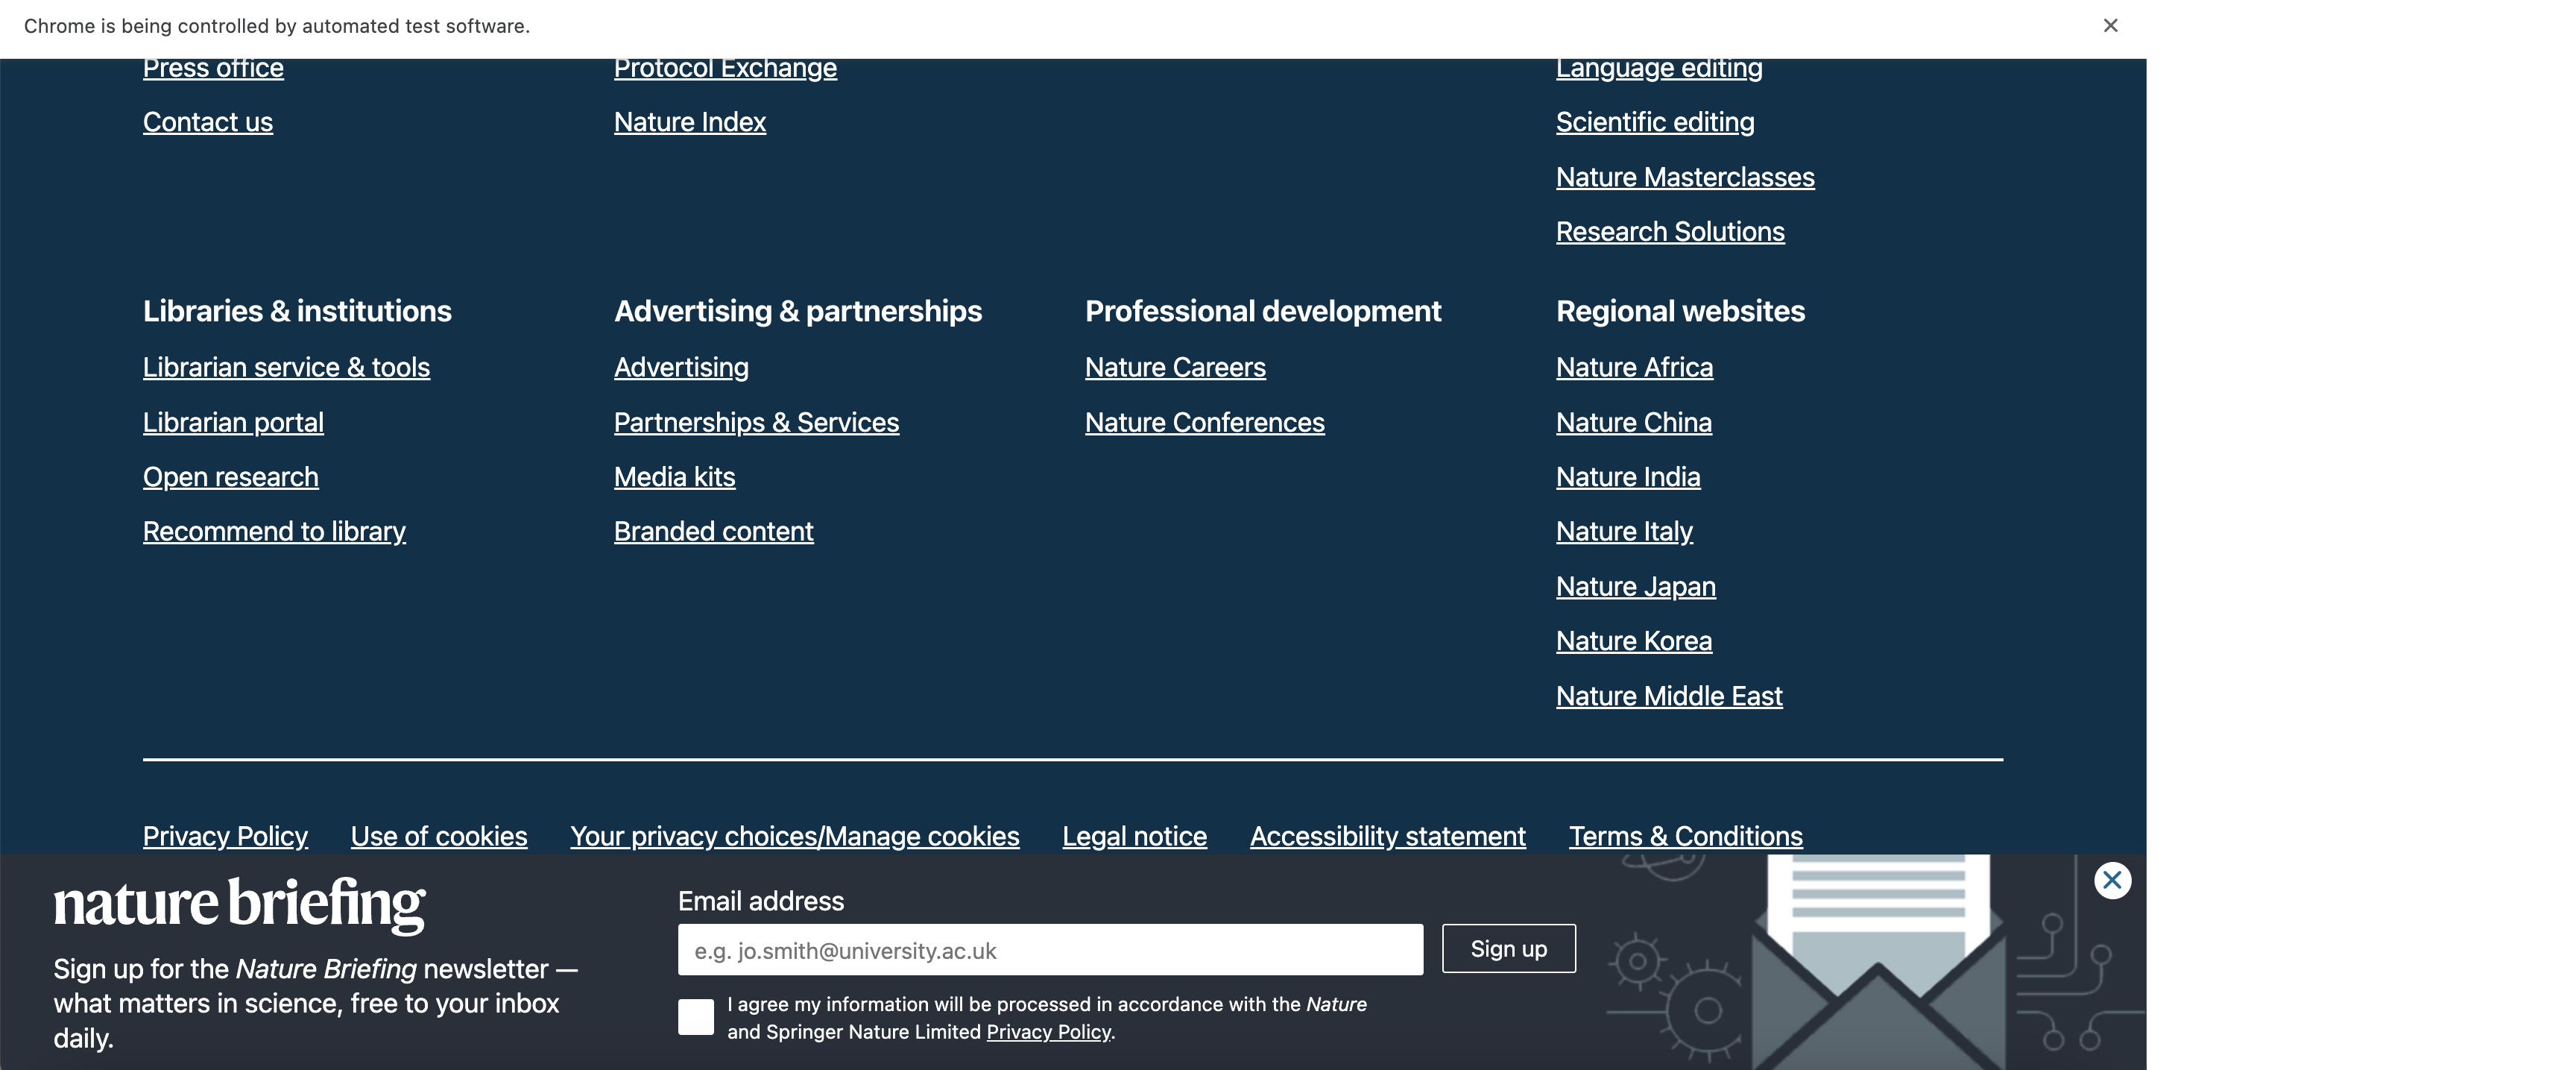 Chrome is being controlled by automated test software.
Press office
Contact us
Protocol Exchange
Nature Index
Language editing
Scientific editing
Nature Masterclasses
Research Solutions
Libraries & institutions
Librarian service & tools
Librarian portal
Open research
Recommend to library
Advertising & partnerships
Advertising
Partnerships & Services
Media kits
Branded content
Professional development
Nature Careers
Nature Conferences
Regional websites
Nature Africa
Nature China
Nature India
Nature Italy
Nature Japan
Nature Korea
Nature Middle East
Privacy Policy Use of cookies Your privacy choices/Manage cookies Legal notice Accessibility statement Terms & Conditions
nature briefing
Sign up for the Nature Briefing newsletter —
what matters in science, free to your inbox
daily.
Email address
e.g. jo.smith@university.ac.uk
Sign up
I agree my information will be processed in accordance with the Nature
and Springer Nature Limited Privacy Policy.